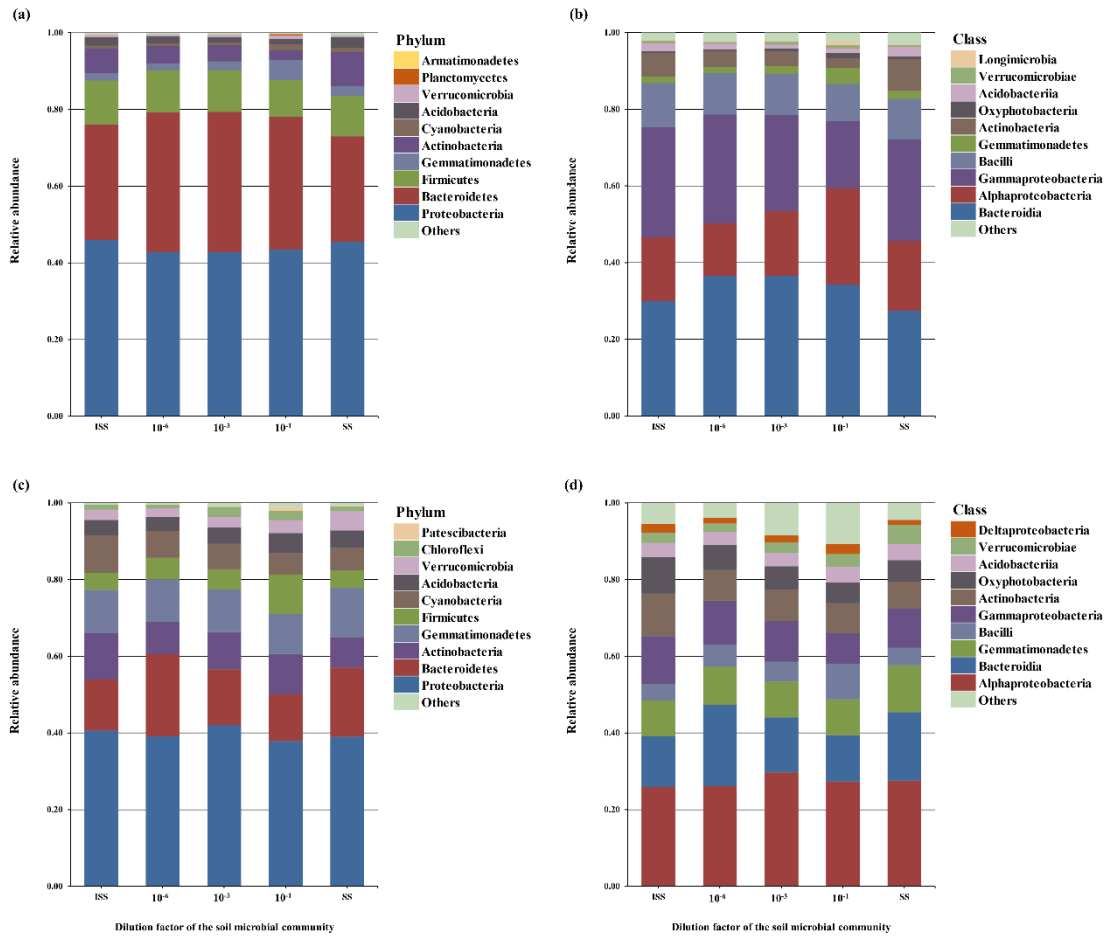 (a)
Relative abundance
1.00
0.80
0.60
0.40
0.20
0.00
ISS
10⁻⁶
10⁻³
10⁻¹
SS
Phylum
Armatimonadetes
Planctomycetes
Verrucomicrobia
Acidobacteria
Cyanobacteria
Actinobacteria
Gemmatimonadetes
Firmicutes
Bacteroidetes
Proteobacteria
Others
(b)
Relative abundance
1.00
0.80
0.60
0.40
0.20
0.00
ISS
10⁻⁶
10⁻³
10⁻¹
SS
Class
Longimicrobia
Verrucomicrobiae
Acidobacteriia
Oxyphotobacteria
Actinobacteria
Gemmatimonadetes
Bacilli
Gammaproteobacteria
Alphaproteobacteria
Bacteroidia
Others
(c)
Relative abundance
1.00
0.80
0.60
0.40
0.20
0.00
ISS
10⁻⁶
10⁻³
10⁻¹
SS
Dilution factor of the soil microbial community
Phylum
Patescibacteria
Chloroflexi
Verrucomicrobia
Acidobacteria
Cyanobacteria
Firmicutes
Gemmatimonadetes
Actinobacteria
Bacteroidetes
Proteobacteria
Others
(d)
Relative abundance
1.00
0.80
0.60
0.40
0.20
0.00
ISS
10⁻⁶
10⁻³
10⁻¹
SS
Dilution factor of the soil microbial community
Class
Deltaproteobacteria
Verrucomicrobiae
Acidobacteriia
Oxyphotobacteria
Actinobacteria
Gammaproteobacteria
Bacilli
Gemmatimonadetes
Bacteroidia
Alphaproteobacteria
Others